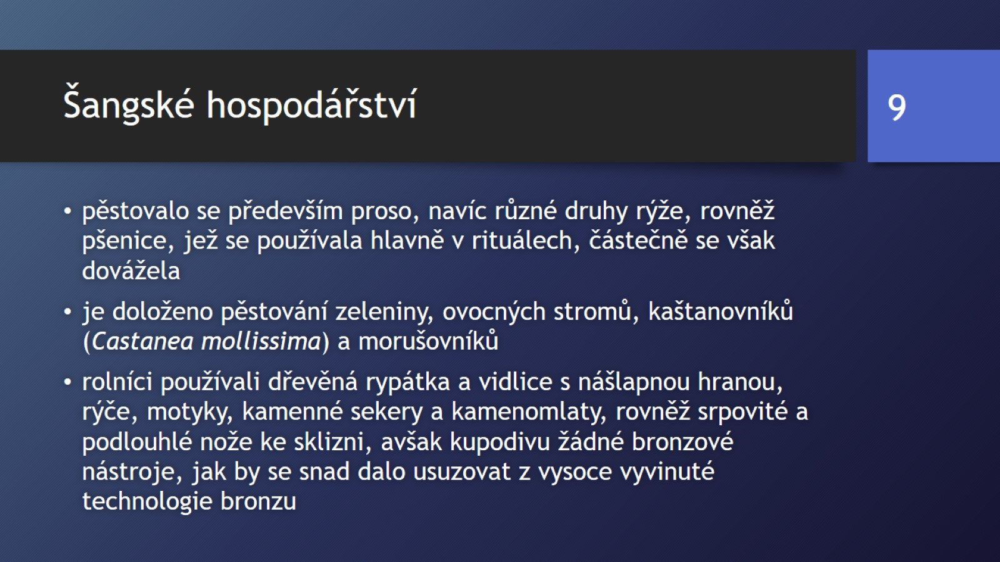 Šangské hospodářství
9
• pěstovalo se především proso, navíc různé druhy rýže, rovněž
pšenice, jež se používala hlavně v rituálech, částečně se však
dovážela
• je doloženo pěstování zeleniny, ovocných stromů, kaštanovníků
(Castanea mollissima) a morušovníků
• rolníci používali dřevěná rypátka a vidlice s nášlapnou hranou,
rýče, motyky, kamenné sekery a kamenomlaty, rovněž srpovité a
podlouhlé nože ke sklizni, avšak kupodivu žádné bronzové
nástroje, jak by se snad dalo usuzovat z vysoce vyvinuté
technologie bronzu